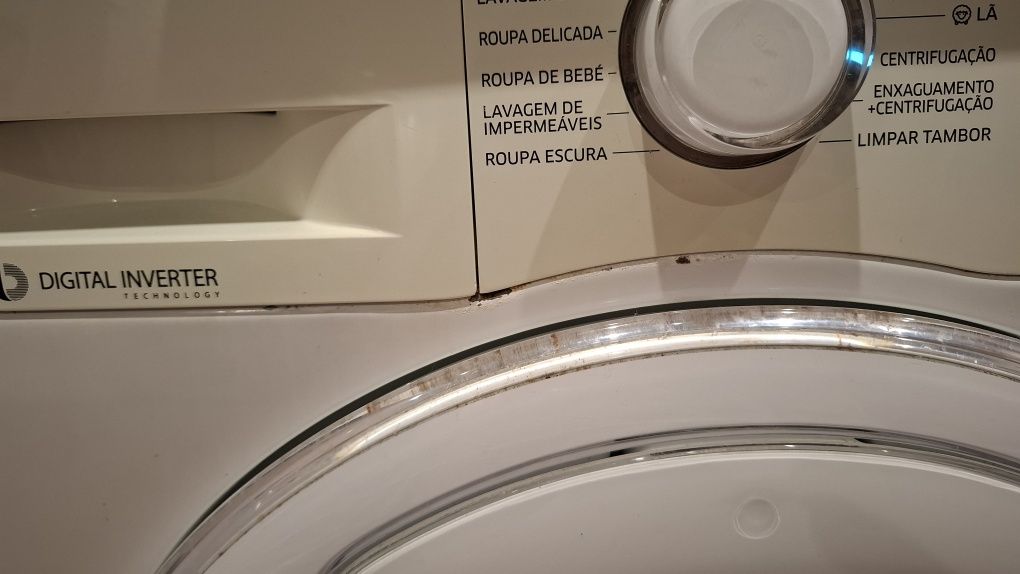 ROUPA DELICADA
ROUPA DE BEBÉ
LAVAGEM DE
IMPERMEÁVEIS
ROUPA ESCURA
LÃ
CENTRIFUGAÇÃO
ENXAGUAMENTO
+CENTRIFUGAÇÃO
LIMPAR TAMBOR
DIGITAL INVERTER
TECHNOLOGY